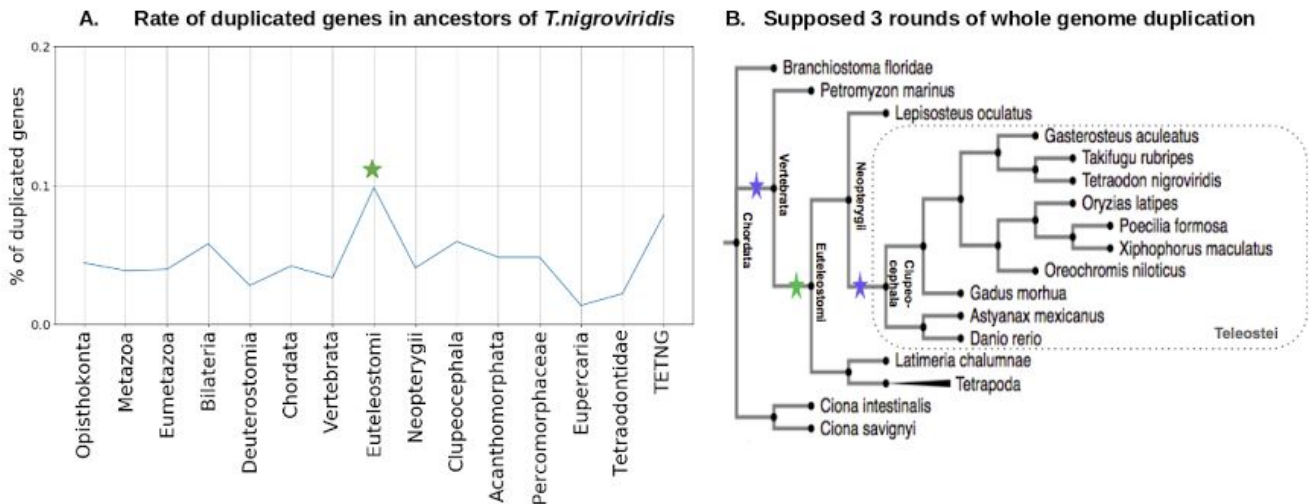 A. Rate of duplicated genes in ancestors of T.nigroviridis
% of duplicated genes
0.2
0.1
0.0
Opisthokonta
Metazoa
Eumetazoa
Bilateria
Deuterostomia
Chordata
Vertebrata
Euteleostomi
Neopterygii
Clupeocephala
Acanthomorphata
Percomorphaceae
Eupercaria
Tetraodontidae
TETNG
B. Supposed 3 rounds of whole genome duplication
Branchiostoma floridae
Petromyzon marinus
Lepisosteus oculatus
Gasterosteus aculeatus
Takifugu rubripes
Tetraodon nigroviridis
Oryzias latipes
Poecilia formosa
Xiphophorus maculatus
Oreochromis niloticus
Gadus morhua
Astyanax mexicanus
Danio rerio
Teleostei
Latimeria chalumnae
Tetrapoda
Ciona intestinalis
Ciona savignyi
Chordata
Vertebrata
Euteleostomi
Neopterygii
Clupeo-
cephala